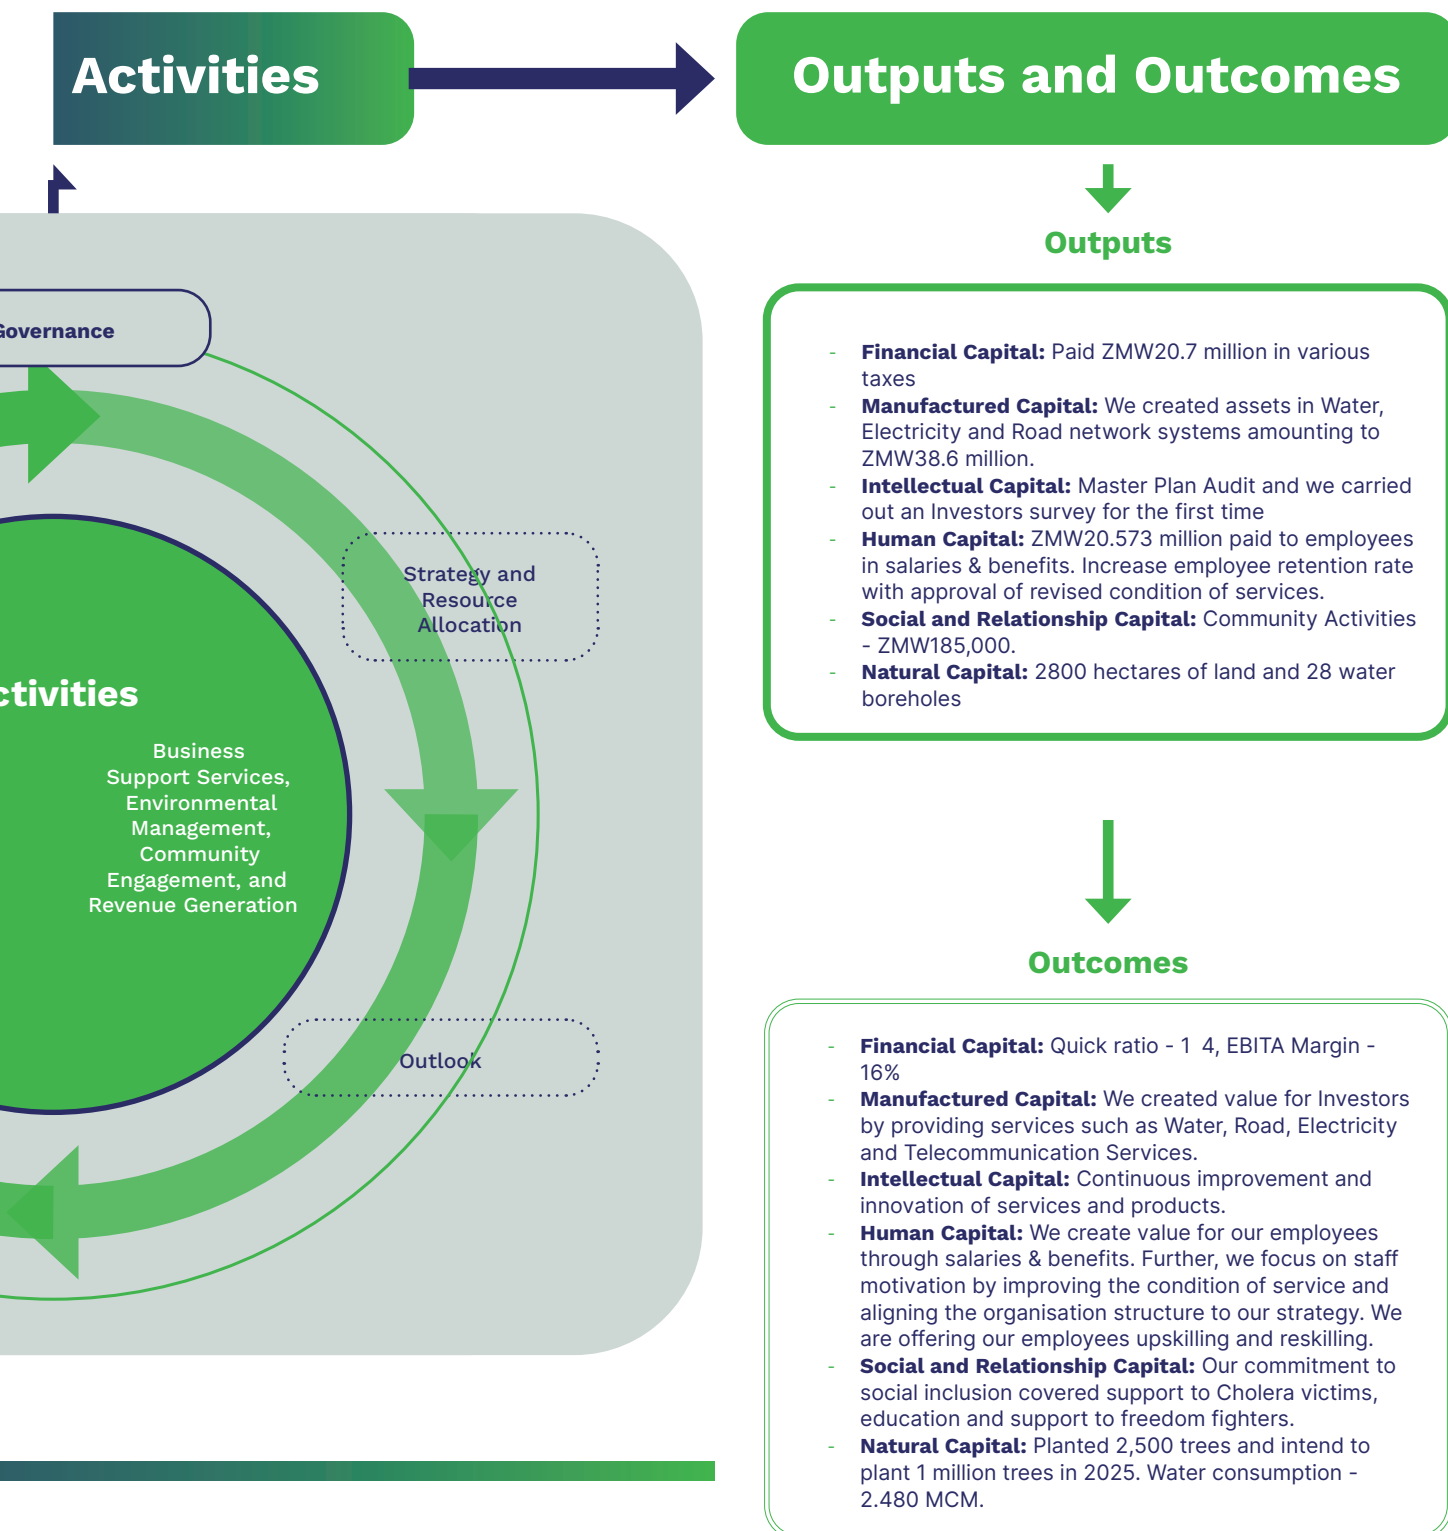 Activities
Outputs and Outcomes
Governance
Strategy and
Resource
Allocation
ctivities
Business
Support Services,
Environmental
Management,
Community
Engagement, and
Revenue Generation
Outlook
Outputs
- Financial Capital: Paid ZMW20.7 million in various
taxes
- Manufactured Capital: We created assets in Water,
Electricity and Road network systems amounting to
ZMW38.6 million.
- Intellectual Capital: Master Plan Audit and we carried
out an Investors survey for the first time
- Human Capital: ZMW20.573 million paid to employees
in salaries & benefits. Increase employee retention rate
with approval of revised condition of services.
- Social and Relationship Capital: Community Activities
- ZMW185,000.
- Natural Capital: 2800 hectares of land and 28 water
boreholes
Outcomes
- Financial Capital: Quick ratio - 1 4, EBITA Margin -
16%
- Manufactured Capital: We created value for Investors
by providing services such as Water, Road, Electricity
and Telecommunication Services.
- Intellectual Capital: Continuous improvement and
innovation of services and products.
- Human Capital: We create value for our employees
through salaries & benefits. Further, we focus on staff
motivation by improving the condition of service and
aligning the organisation structure to our strategy. We
are offering our employees upskilling and reskilling.
- Social and Relationship Capital: Our commitment to
social inclusion covered support to Cholera victims,
education and support to freedom fighters.
- Natural Capital: Planted 2,500 trees and intend to
plant 1 million trees in 2025. Water consumption -
2.480 MCM.